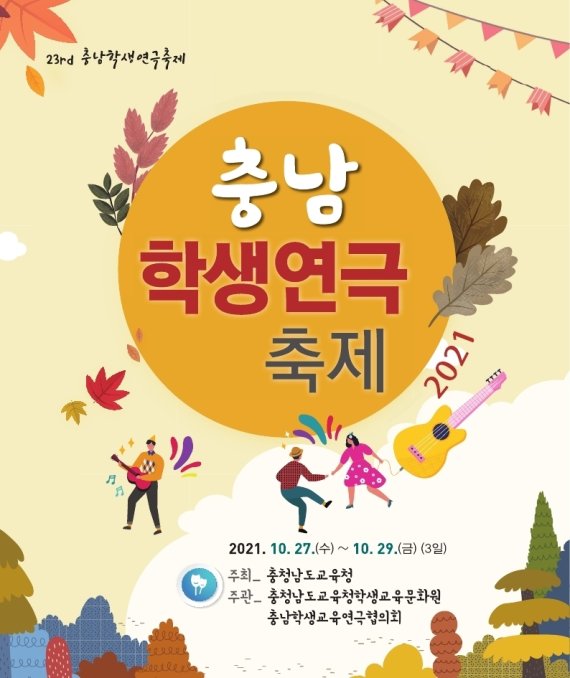 23rd 충남학생연극축제
충남
학생연극
축제
2021
2021. 10. 27.(수) ~ 10. 29.(금) (3일)
주최_ 충청남도교육청
주관_ 충청남도교육청학생교육문화원
충남학생교육연극협의회